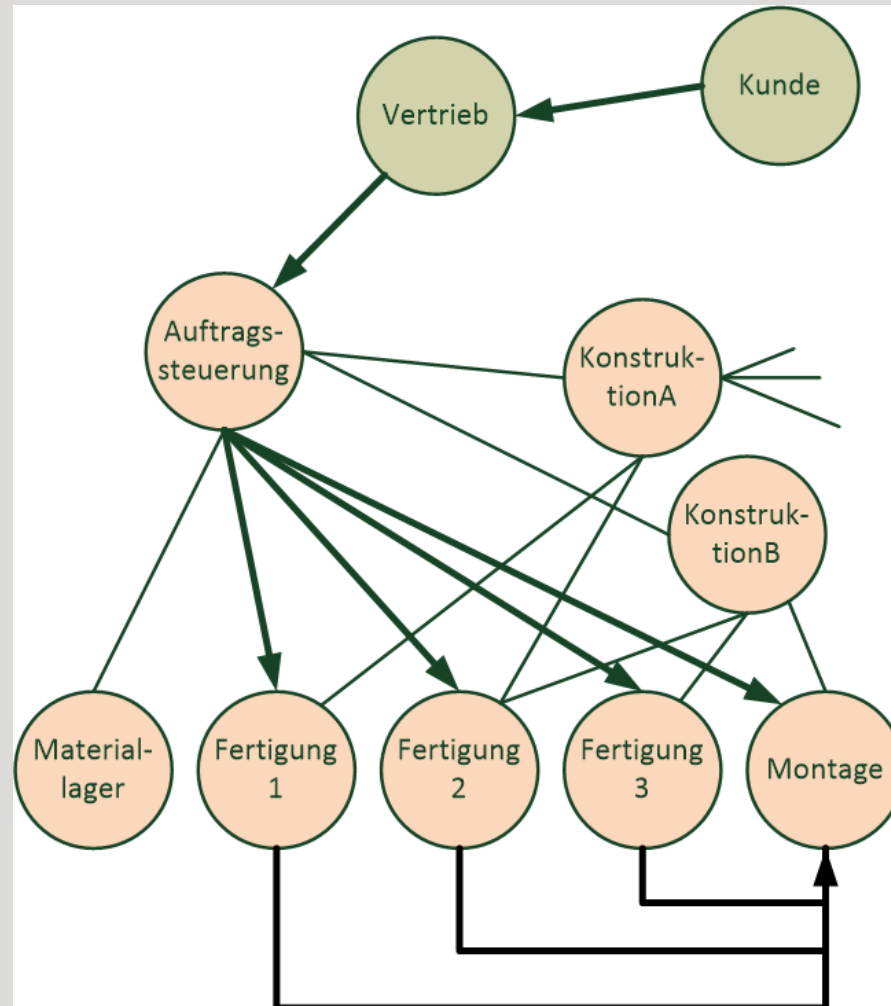 Kunde
Vertrieb
Auftrags-
steuerung
Konstruk-
tionA
Konstruk-
tionB
Material-
lager
Fertigung
1
Fertigung
2
Fertigung
3
Montage